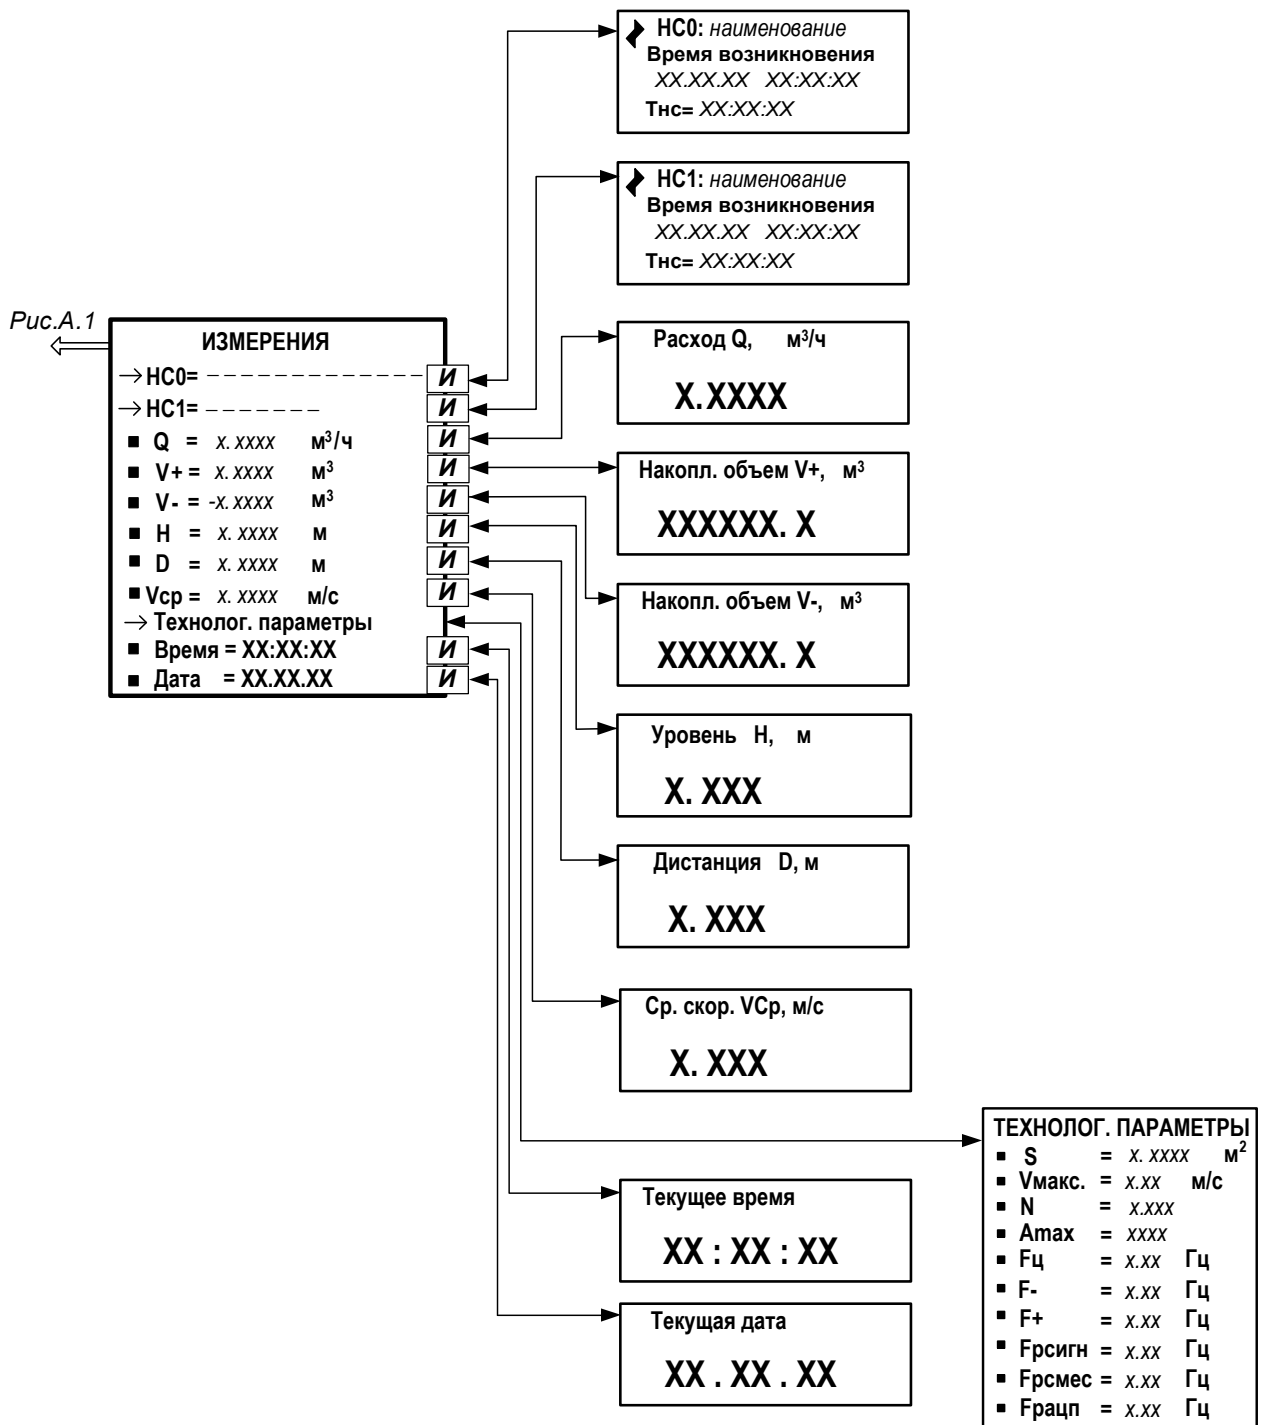 НС0: наименование
Время возникновения
XX.XX.XX XX:XX:XX
Тнс= XX:XX:XX
НС1: наименование
Время возникновения
XX.XX.XX XX:XX:XX
Тнс= XX:XX:XX
Рис.А.1
ИЗМЕРЕНИЯ
→НС0= – – – – – – – – – – – – – – – И
→НС1= – – – – – – – И
■ Q = x. xxxx м³/ч И
■ V+ = x. xxxx м³ И
■ V- = -x. xxxx м³ И
■ H = x. xxxx м И
■ D = x. xxxx м И
■ Vср = x. xxxx м/с И
→ Технолог. параметры
■ Время = XX:XX:XX И
■ Дата = XX.XX.XX И
Расход Q, м³/ч
X.XXXX
Накопл. объем V+, м³
XXXXXX. X
Накопл. объем V-, м³
XXXXXX. X
Уровень H, м
X. XXX
Дистанция D, м
X. XXX
Ср. скор. VСр, м/с
X. XXX
Текущее время
XX : XX : XX
Текущая дата
XX . XX . XX
ТЕХНОЛОГ. ПАРАМЕТРЫ
■ S = x. xxxx м²
■ Vмакс. = x.xx м/с
■ N = x.xxx
■ Amax = xxxx
■ Fц = x.xx Гц
■ F- = x.xx Гц
■ F+ = x.xx Гц
■ Fрсигн = x.xx Гц
■ Fрсмес = x.xx Гц
■ Fрацп = x.xx Гц